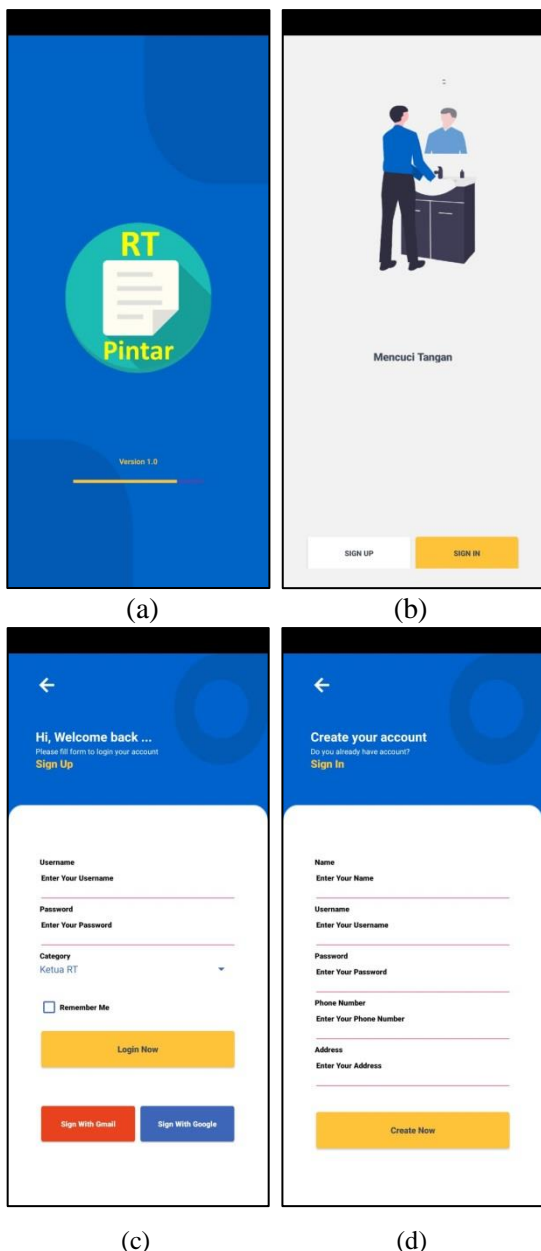 RT
Pintar
Version 1.0
(a)
Mencuci Tangan
SIGN UP
SIGN IN
(b)
Hi, Welcome back ...
Please fill form to login your account
Sign Up
Username
Enter Your Username
Password
Enter Your Password
Category
Ketua RT
Remember Me
Login Now
Sign With Gmail
Sign With Google
(c)
Create your account
Do you already have account?
Sign In
Name
Enter Your Name
Username
Enter Your Username
Password
Enter Your Password
Phone Number
Enter Your Phone Number
Address
Enter Your Address
Create Now
(d)